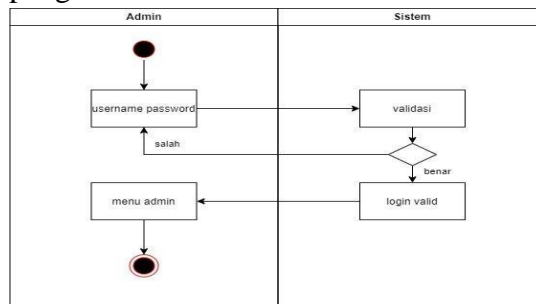 Admin Sistem
username password validasi
salah
benar
menu admin login valid